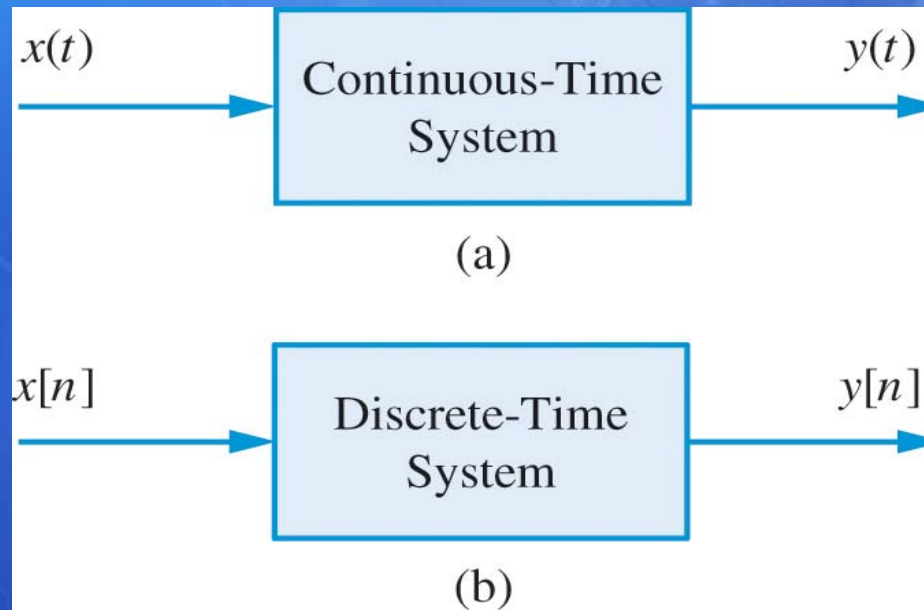 x(t)
Continuous-Time
System
y(t)
(a)
x[n]
Discrete-Time
System
y[n]
(b)